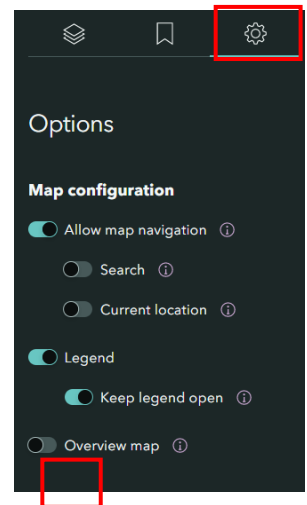 Options
Map configuration
Allow map navigation
Search
Current location
Legend
Keep legend open
Overview map